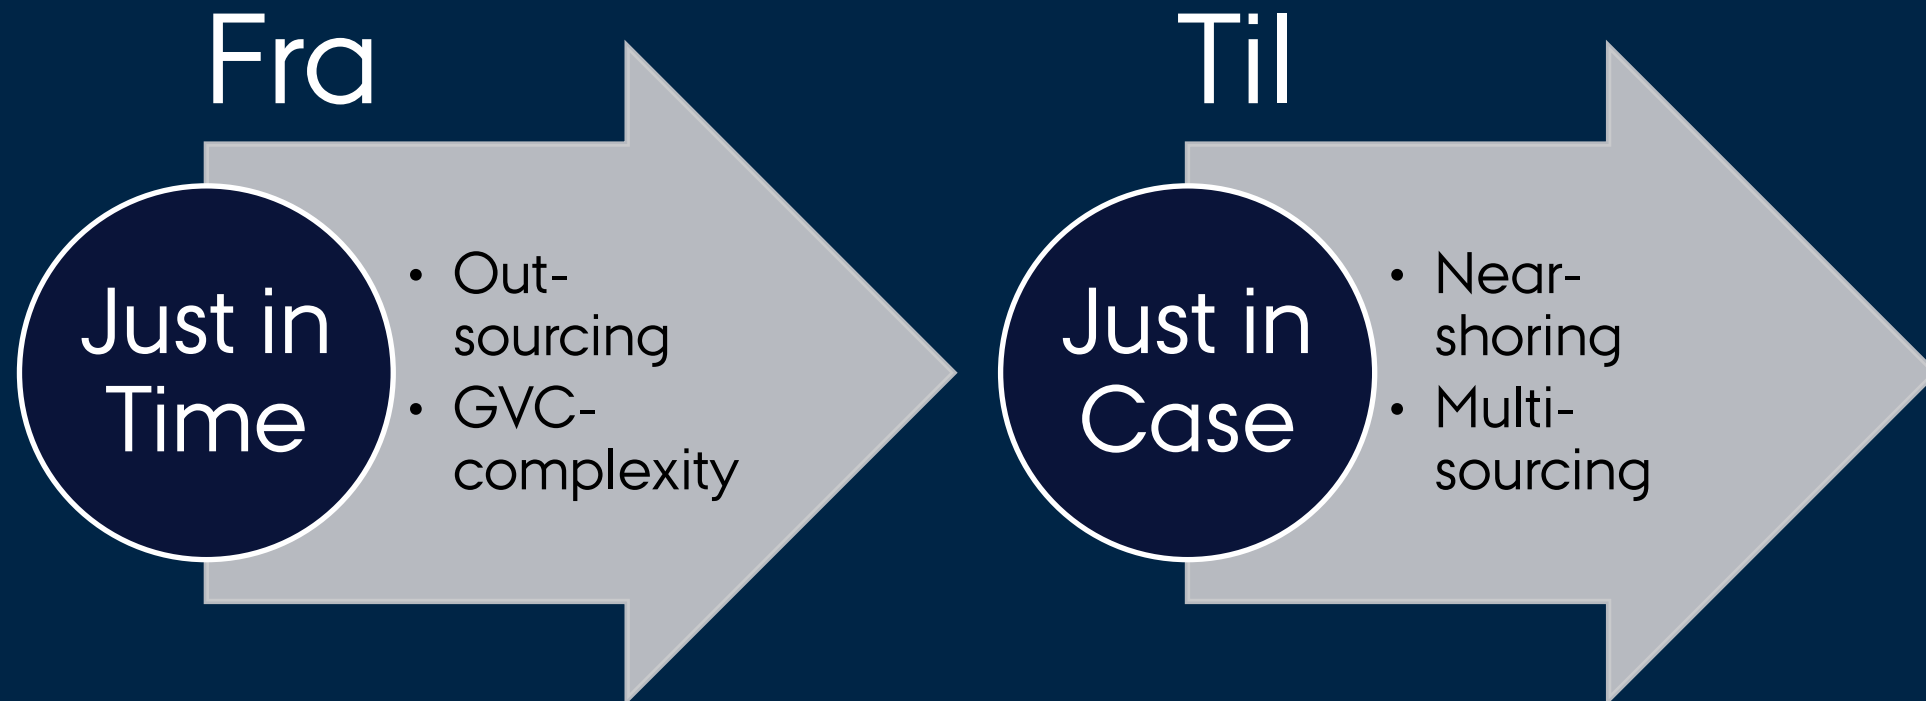 Fra
Just in
Time
• Out-
sourcing
• GVC-
complexity
Til
Just in
Case
• Near-
shoring
• Multi-
sourcing